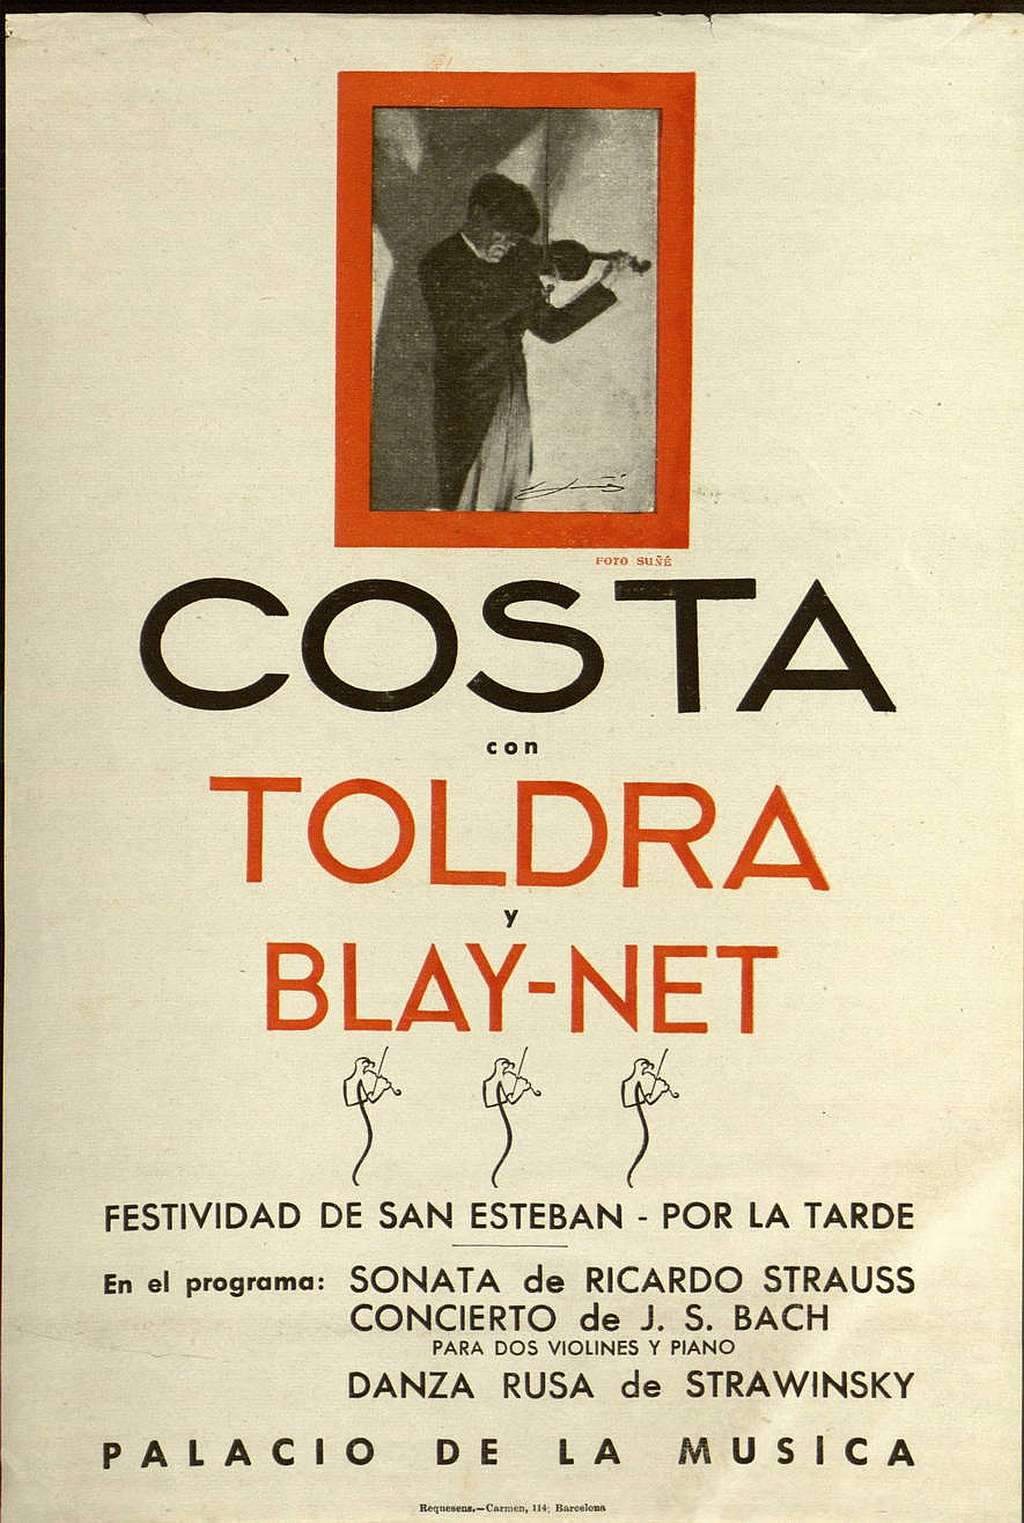 FOTO SUÑÉ
COSTA
con
TOLDRA
y
BLAY-NET
FESTIVIDAD DE SAN ESTEBAN - POR LA TARDE
En el programa: SONATA de RICARDO STRAUSS
CONCIERTO de J. S. BACH
PARA DOS VIOLINES Y PIANO
DANZA RUSA de STRAWINSKY
PALACIO DE LA MUSICA
Requesens.—Carmen, 114; Barcelona